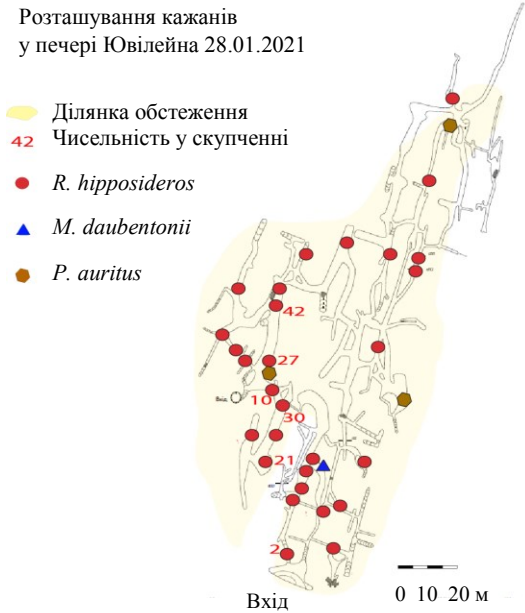 Розташування кажанів
у печері Ювілейна 28.01.2021
Ділянка обстеження
42 Чисельність у скупченні
R. hipposideros
M. daubentonii
P. auritus
42
27
10
30
21
2
Вхід
0 10 20 м